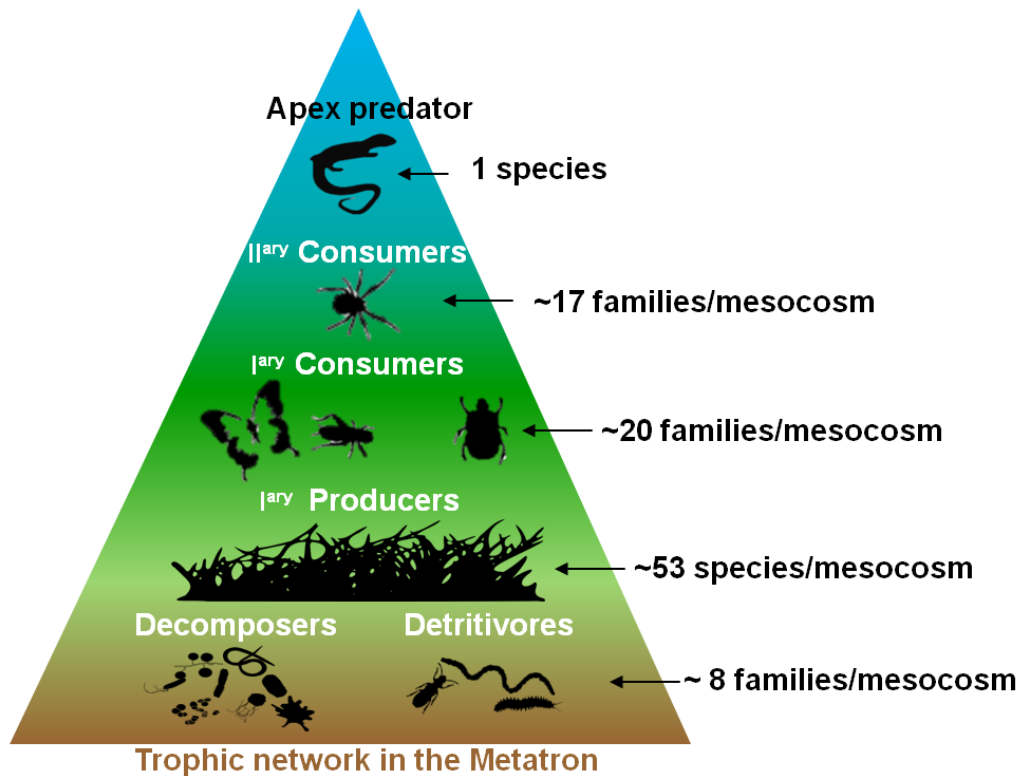 Apex predator
1 species
IIary Consumers
~17 families/mesocosm
Iary Consumers
~20 families/mesocosm
Iary Producers
~53 species/mesocosm
Decomposers Detritivores
~ 8 families/mesocosm
Trophic network in the Metatron